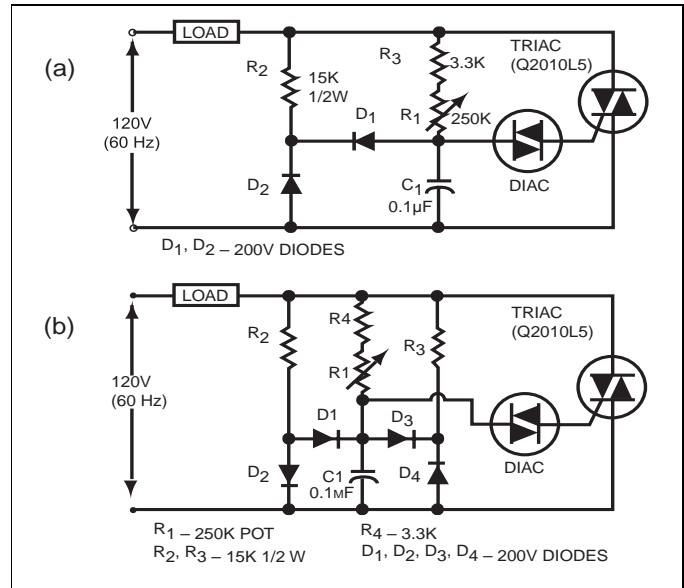 (a)
LOAD
R2
15K
1/2W
R3
3.3K
TRIAC
(Q2010L5)
120V
(60 Hz)
D1
R1
250K
D2
C1
0.1µF
DIAC
D1, D2 – 200V DIODES
(b)
LOAD
R2
R4
R3
TRIAC
(Q2010L5)
120V
(60 Hz)
R1
D1
D3
D2
C1
0.1MF
D4
DIAC
R1 – 250K POT
R2, R3 – 15K 1/2 W
R4 – 3.3K
D1, D2, D3, D4 – 200V DIODES